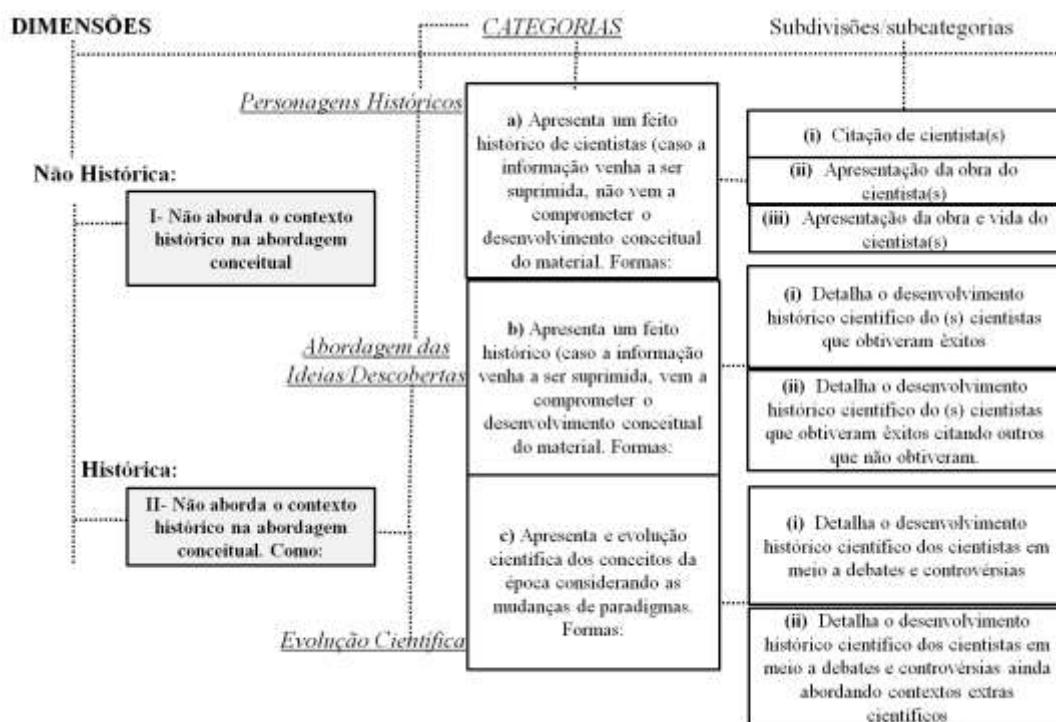 DIMENSÕES
CATEGORIAS
Subdivisões/subcategorias
Personagens Históricos
a) Apresenta um feito
histórico de cientistas (caso a
informação venha a ser
suprimida, não vem a
comprometer o
desenvolvimento conceitual
do material. Formas:
(i) Citação de cientista(s)
(ii) Apresentação da obra do
cientista(s)
(iii) Apresentação da obra e vida do
cientista(s)
Não Histórica:
I- Não aborda o contexto
histórico na abordagem
conceitual
Abordagem das
Ideias/Descobertas
b) Apresenta um feito
histórico (caso a informação
venha a ser suprimida, vem a
comprometer o
desenvolvimento conceitual
do material. Formas:
(i) Detalha o desenvolvimento
histórico científico do (s) cientistas
que obtiveram êxitos
(ii) Detalha o desenvolvimento
histórico científico do (s) cientistas
que obtiveram êxitos citando outros
que não obtiveram.
Histórica:
II- Não aborda o contexto
histórico na abordagem
conceitual. Como:
Evolução Científica
c) Apresenta e evolução
científica dos conceitos da
época considerando as
mudanças de paradigmas.
Formas:
(i) Detalha o desenvolvimento
histórico científico dos cientistas em
meio a debates e controvérsias
(ii) Detalha o desenvolvimento
histórico científico dos cientistas em
meio a debates e controvérsias ainda
abordando contextos extras
científicos